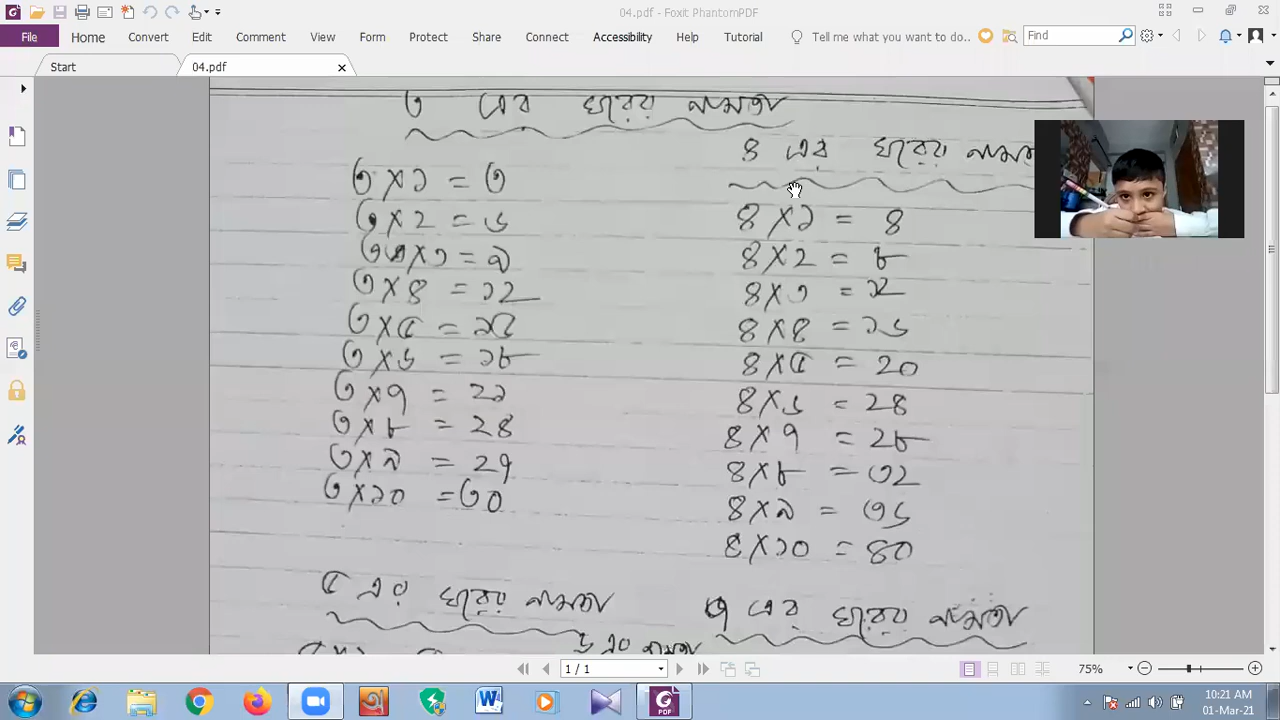 04.pdf - Foxit PhantomPDF
File Home Convert Edit Comment View Form Protect Share Connect Accessibility Help Tutorial Tell me what you want to do.. Find
Start 04.pdf
৩ এর ঘরের নামতা
৩×১ = ৩
৩×২ = ৬
৩×৩ = ৯
৩×৪ = ১২
৩×৫ = ১৫
৩×৬ = ১৮
৩×৭ = ২১
৩×৮ = ২৪
৩×৯ = ২৭
৩×১০ = ৩০
৪ এর ঘরের নামতা
৪×১ = ৪
৪×২ = ৮
৪×৩ = ১২
৪×৪ = ১৬
৪×৫ = ২০
৪×৬ = ২৪
৪×৭ = ২৮
৪×৮ = ৩২
৪×৯ = ৩৬
৪×১০ = ৪০
৫ এর ঘরের নামতা
৬ এর নামতা
৭ এর ঘরের নামতা
1 / 1
75%
PDF
10:21 AM
01-Mar-21